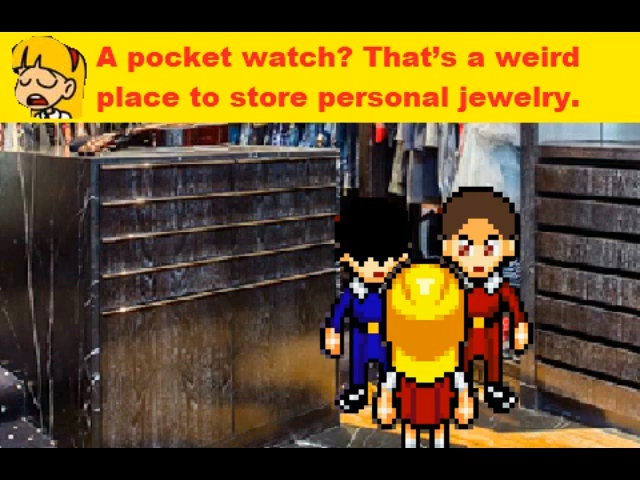 A pocket watch? That’s a weird
place to store personal jewelry.